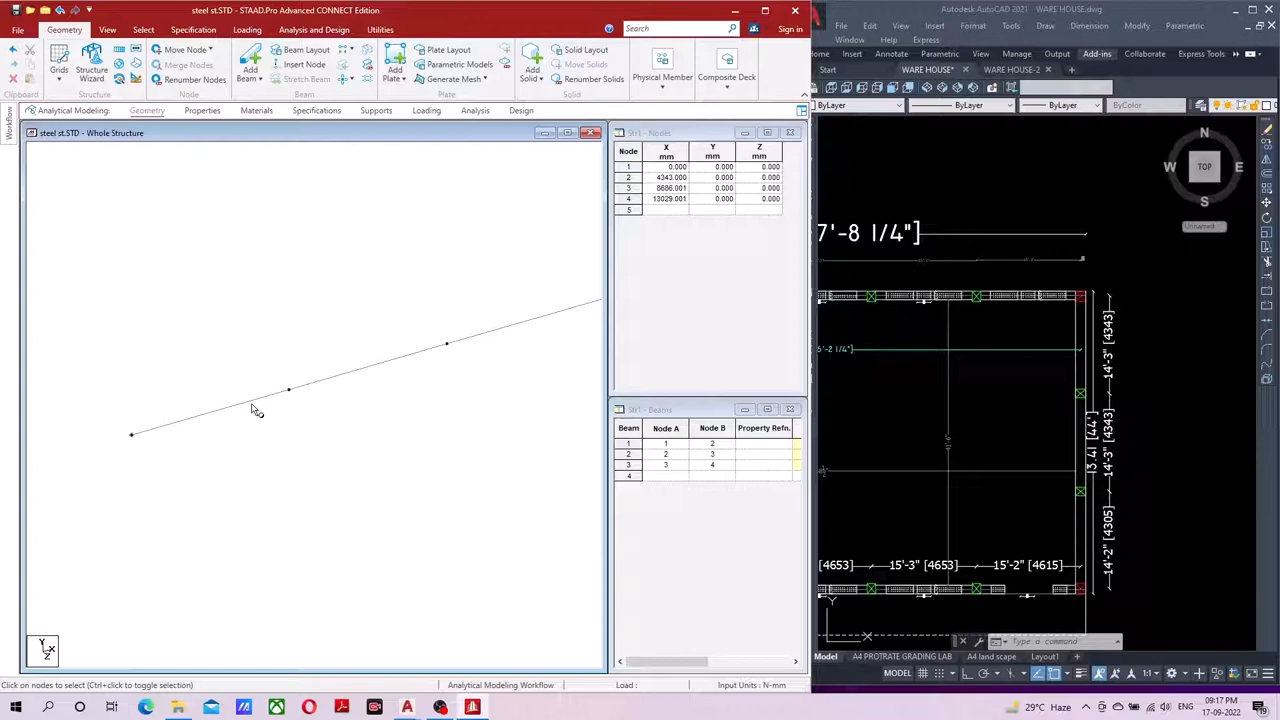 steel st.STD - STAAD.Pro Advanced CONNECT Edition
File Geometry View Select Specification Loading Analysis and Design Utilities
Search
Sign in
Grids
Structure Wizard
Move Node
Merge Nodes
Renumber Nodes
Add Beam
Beam Layout
Insert Node
Stretch Beam
Add Plate
Plate Layout
Parametric Models
Generate Mesh
Add Solid
Solid Layout
Move Solids
Renumber Solids
Physical Member
Composite Deck
Clipboard Structure Node Beam Plate Solid
Workflow
Analytical Modeling: Geometry Properties Materials Specifications Supports Loading Analysis Design
steel st.STD - Whole Structure
Str1 - Nodes
Node X mm Y mm Z mm
1 0.000 0.000 0.000
2 4343.000 0.000 0.000
3 8686.001 0.000 0.000
4 13029.001 0.000 0.000
5
Str1 - Beams
Beam Node A Node B Property Refn.
1 1 2
2 2 3
3 3 4
4
Y
Z
Click on nodes to select (Ctrl+click to toggle selection)
Analytical Modeling Workflow
Load :
Input Units : N-mm
Autodesk AutoCAD 2021 WARE HOUSE.dwg
Edit View Insert Format Tools Draw Dimension Modify Parametric
Window Help Express
Insert Annotate Parametric View Manage Output Add-ins Collaborate Express Tools
Start WARE HOUSE* WARE HOUSE-2
ByLayer ByLayer ByLayer ByColor
N
W TOP E
S
Unnamed
7'-8 1/4"]
6'-2 1/4"]
14'-3" [4343]
14'-3" [4343]
13.41 [44']
14'-2" [4305]
[4653] 15'-3" [4653] 15'-2" [4615]
Y
X
Type a command
Model A4 PROTRATE GRADING LAB A4 land scape Layout1
MODEL
1:1
29°C Haze
ENG
09:17 PM
17-09-2022
19